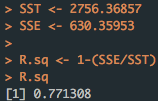 > SST <- 2756.36857
> SSE <- 630.35953
>
> R.sq <- 1-(SSE/SST)
> R.sq
[1] 0.771308